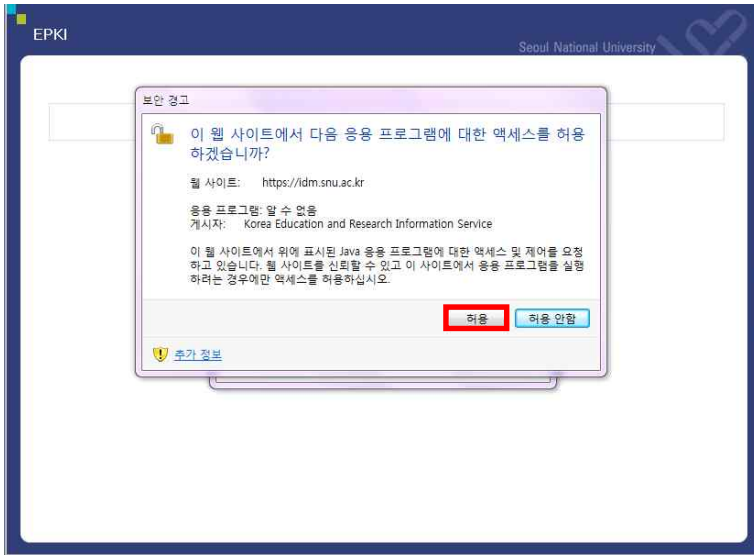 EPKI
Seoul National University
보안 경고
이 웹 사이트에서 다음 응용 프로그램에 대한 액세스를 허용
하겠습니까?
웹 사이트: https://idm.snu.ac.kr
응용 프로그램: 알 수 없음
게시자: Korea Education and Research Information Service
이 웹 사이트에서 위에 표시된 Java 응용 프로그램에 대한 액세스 및 제어를 요청
하고 있습니다. 웹 사이트를 신뢰할 수 있고 이 사이트에서 응용 프로그램을 실행
하려는 경우에만 액세스를 허용하십시오.
허용 허용 안함
추가 정보